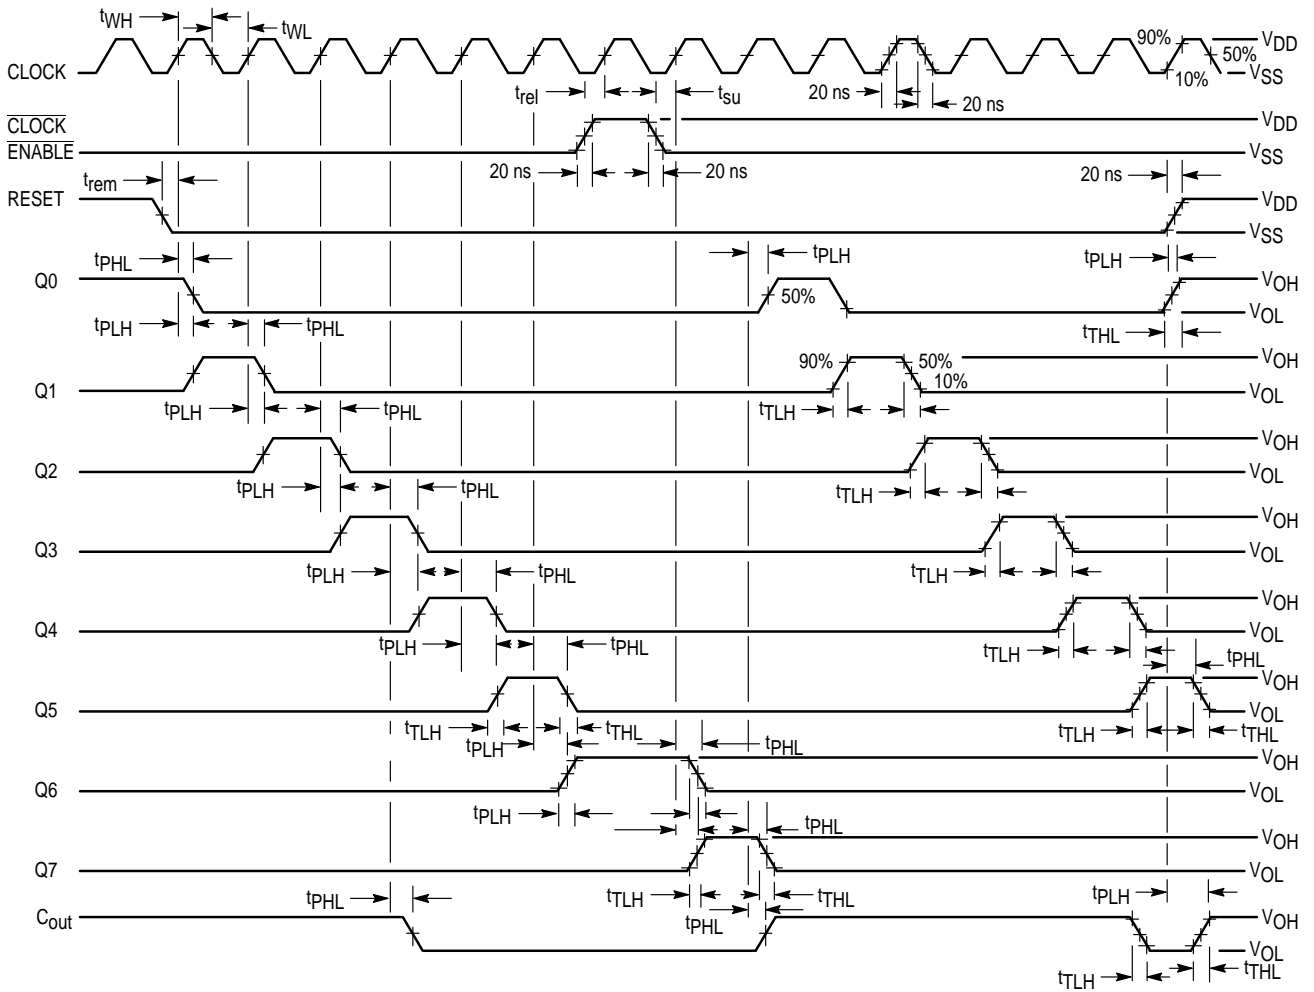 tWH
tWL
90%
VDD
50%
CLOCK
10%
VSS
trel
tsu
20 ns
20 ns
CLOCK
VDD
ENABLE
VSS
20 ns
20 ns
20 ns
trem
RESET
VDD
VSS
tPHL
tPLH
tPLH
Q0
50%
VOH
VOL
tPLH
tPHL
tTHL
90%
50%
VOH
Q1
10%
VOL
tPLH
tPHL
tTLH
VOH
Q2
VOL
tPLH
tPHL
tTLH
VOH
Q3
VOL
tPLH
tPHL
tTLH
VOH
Q4
VOL
tPLH
tPHL
tTLH
tPHL
VOH
Q5
VOL
tTLH
tTHL
tTLH
tTHL
tPLH
tPHL
VOH
Q6
VOL
tPLH
tPHL
VOH
Q7
VOL
tPHL
tTLH
tTHL
tPLH
tPHL
Cout
VOH
VOL
tTLH
tTHL